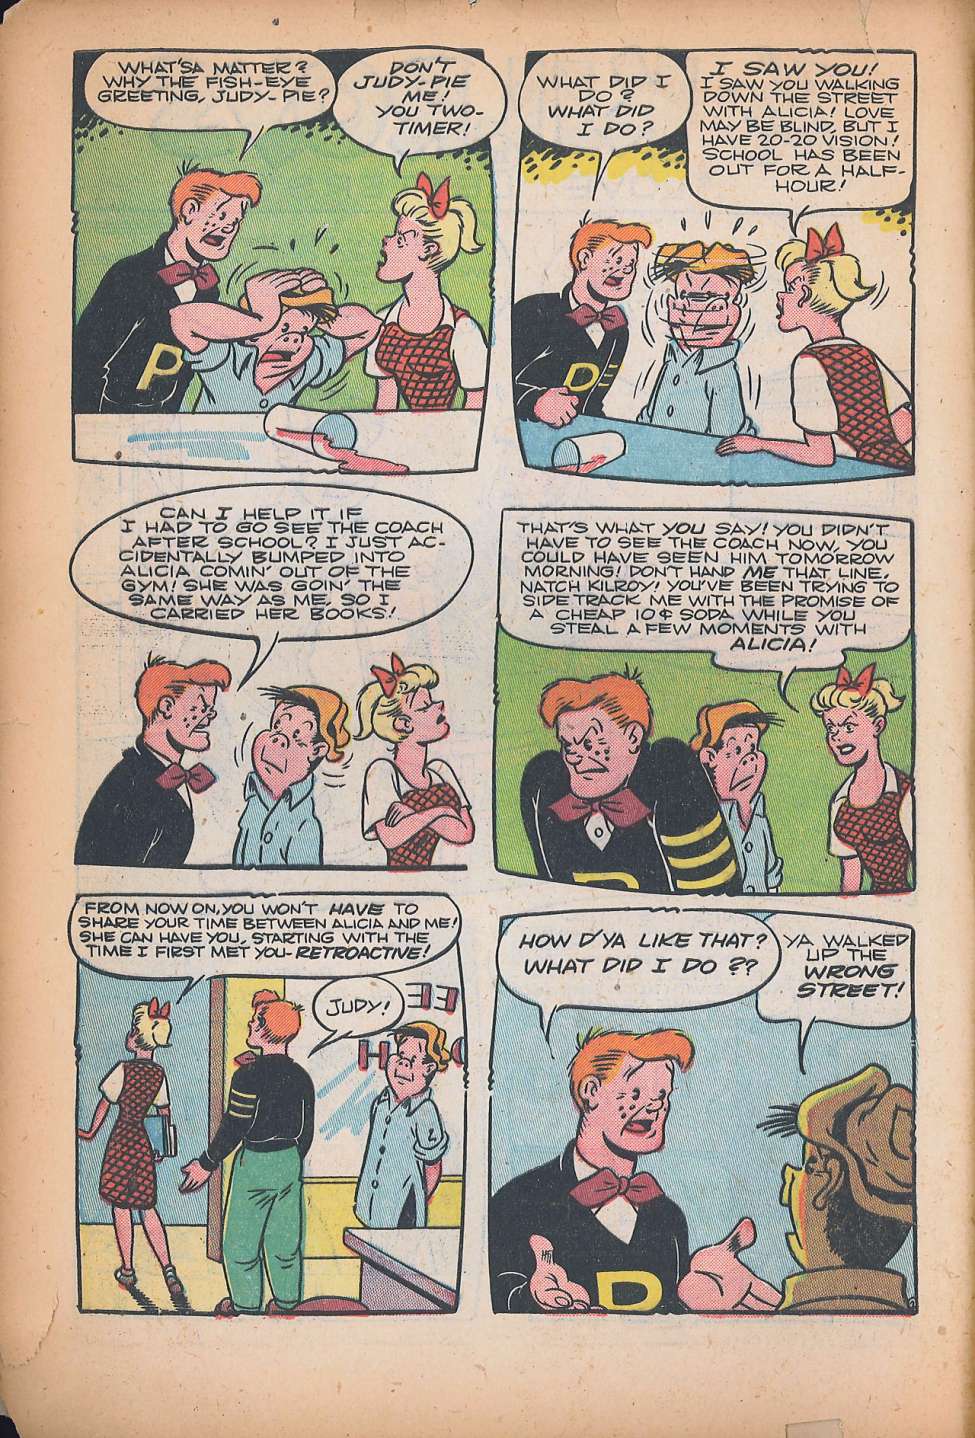 WHAT'SA MATTER?
WHY THE FISH-EYE
GREETING, JUDY-PIE?
DON'T
JUDY-PIE
ME!
YOU TWO-
TIMER!
P
WHAT DID I
DO?
WHAT DID
I DO?
I SAW YOU!
I SAW YOU WALKING
DOWN THE STREET
WITH ALICIA! LOVE
MAY BE BLIND, BUT I
HAVE 20-20 VISION!
SCHOOL HAS BEEN
OUT FOR A HALF-
HOUR!
CAN I HELP IT IF
I HAD TO GO SEE THE COACH
AFTER SCHOOL? I JUST AC-
CIDENTALLY BUMPED INTO
ALICIA COMIN' OUT OF THE
GYM! SHE WAS GOIN' THE
SAME WAY AS ME, SO I
CARRIED HER BOOKS!
THAT'S WHAT YOU SAY! YOU DIDN'T
HAVE TO SEE THE COACH NOW, YOU
COULD HAVE SEEN HIM TOMORROW
MORNING! DON'T HAND ME THAT LINE,
NATCH KILROY! YOU'VE BEEN TRYING TO
SIDE TRACK ME WITH THE PROMISE OF
A CHEAP 10¢ SODA WHILE YOU
STEAL A FEW MOMENTS WITH
ALICIA!
FROM NOW ON, YOU WON'T HAVE TO
SHARE YOUR TIME BETWEEN ALICIA AND ME!
SHE CAN HAVE YOU, STARTING WITH THE
TIME I FIRST MET YOU-RETROACTIVE!
JUDY!
HOW D'YA LIKE THAT?
WHAT DID I DO ??
YA WALKED
UP THE
WRONG
STREET!
D